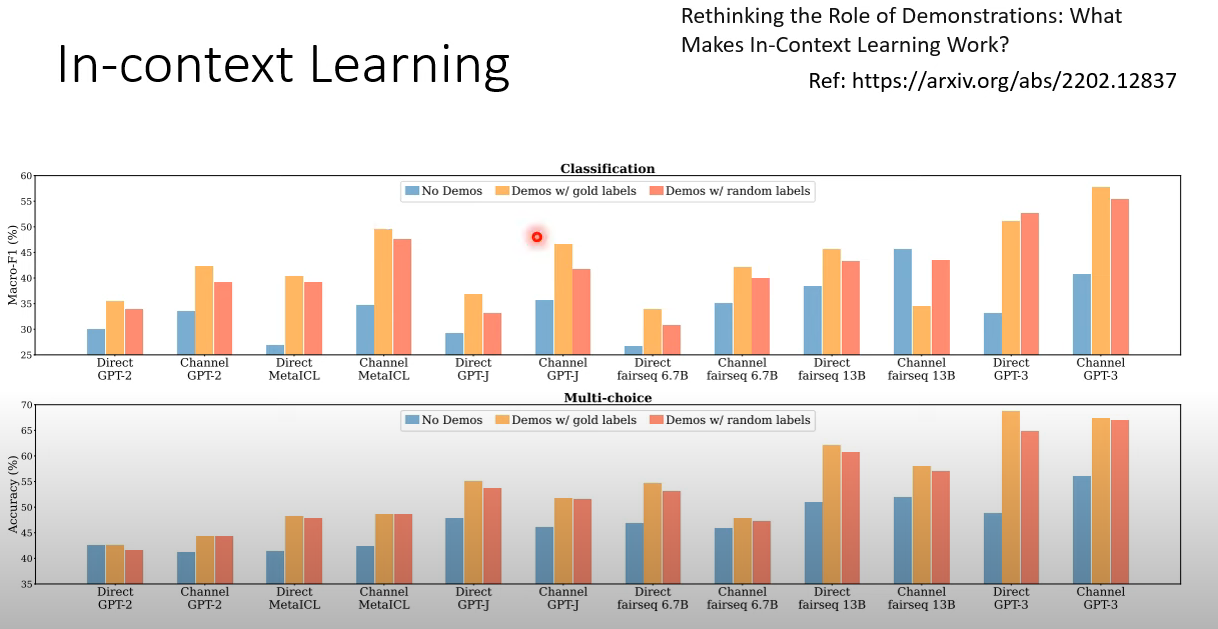 In-context Learning
Rethinking the Role of Demonstrations: What
Makes In-Context Learning Work?
Ref: https://arxiv.org/abs/2202.12837
Classification
No Demos Demos w/ gold labels Demos w/ random labels
Macro-F1 (%)
60
55
50
45
40
35
30
25
Direct Channel Direct Channel Direct Channel Direct Channel Direct Channel Direct Channel
GPT-2 GPT-2 MetaICL MetaICL GPT-J GPT-J fairseq 6.7B fairseq 6.7B fairseq 13B fairseq 13B GPT-3 GPT-3
Multi-choice
No Demos Demos w/ gold labels Demos w/ random labels
Accuracy (%)
70
65
60
55
50
45
40
35
Direct Channel Direct Channel Direct Channel Direct Channel Direct Channel Direct Channel
GPT-2 GPT-2 MetaICL MetaICL GPT-J GPT-J fairseq 6.7B fairseq 6.7B fairseq 13B fairseq 13B GPT-3 GPT-3